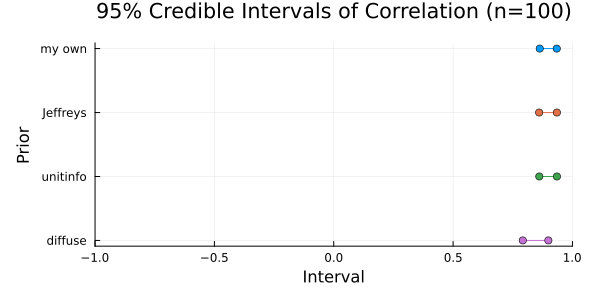 95% Credible Intervals of Correlation (n=100)
my own
Jeffreys
unitinfo
diffuse
Prior
−1.0 −0.5 0.0 0.5 1.0
Interval